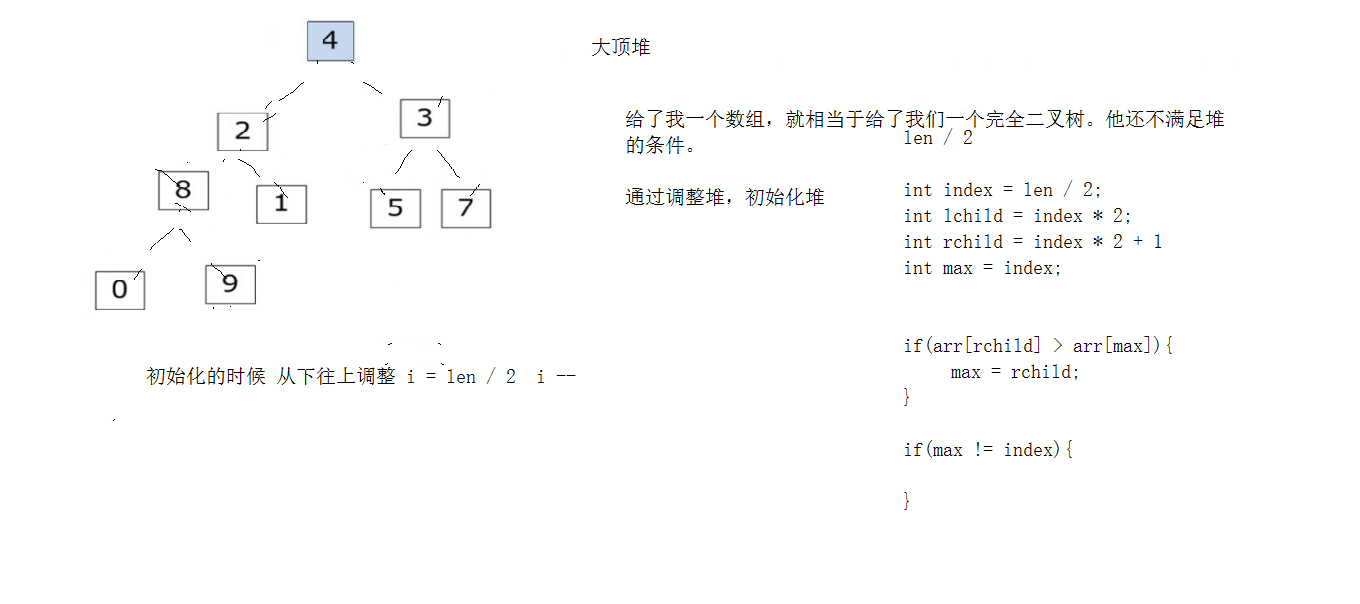 4
大顶堆
2
3
给了我一个数组，就相当于给了我们一个完全二叉树。他还不满足堆
的条件。
len / 2
8
1
5
7
通过调整堆，初始化堆
int index = len / 2;
int lchild = index * 2;
int rchild = index * 2 + 1
int max = index;
0
9
if(arr[rchild] > arr[max]){
max = rchild;
}
初始化的时候 从下往上调整 i = len / 2  i --
if(max != index){
}